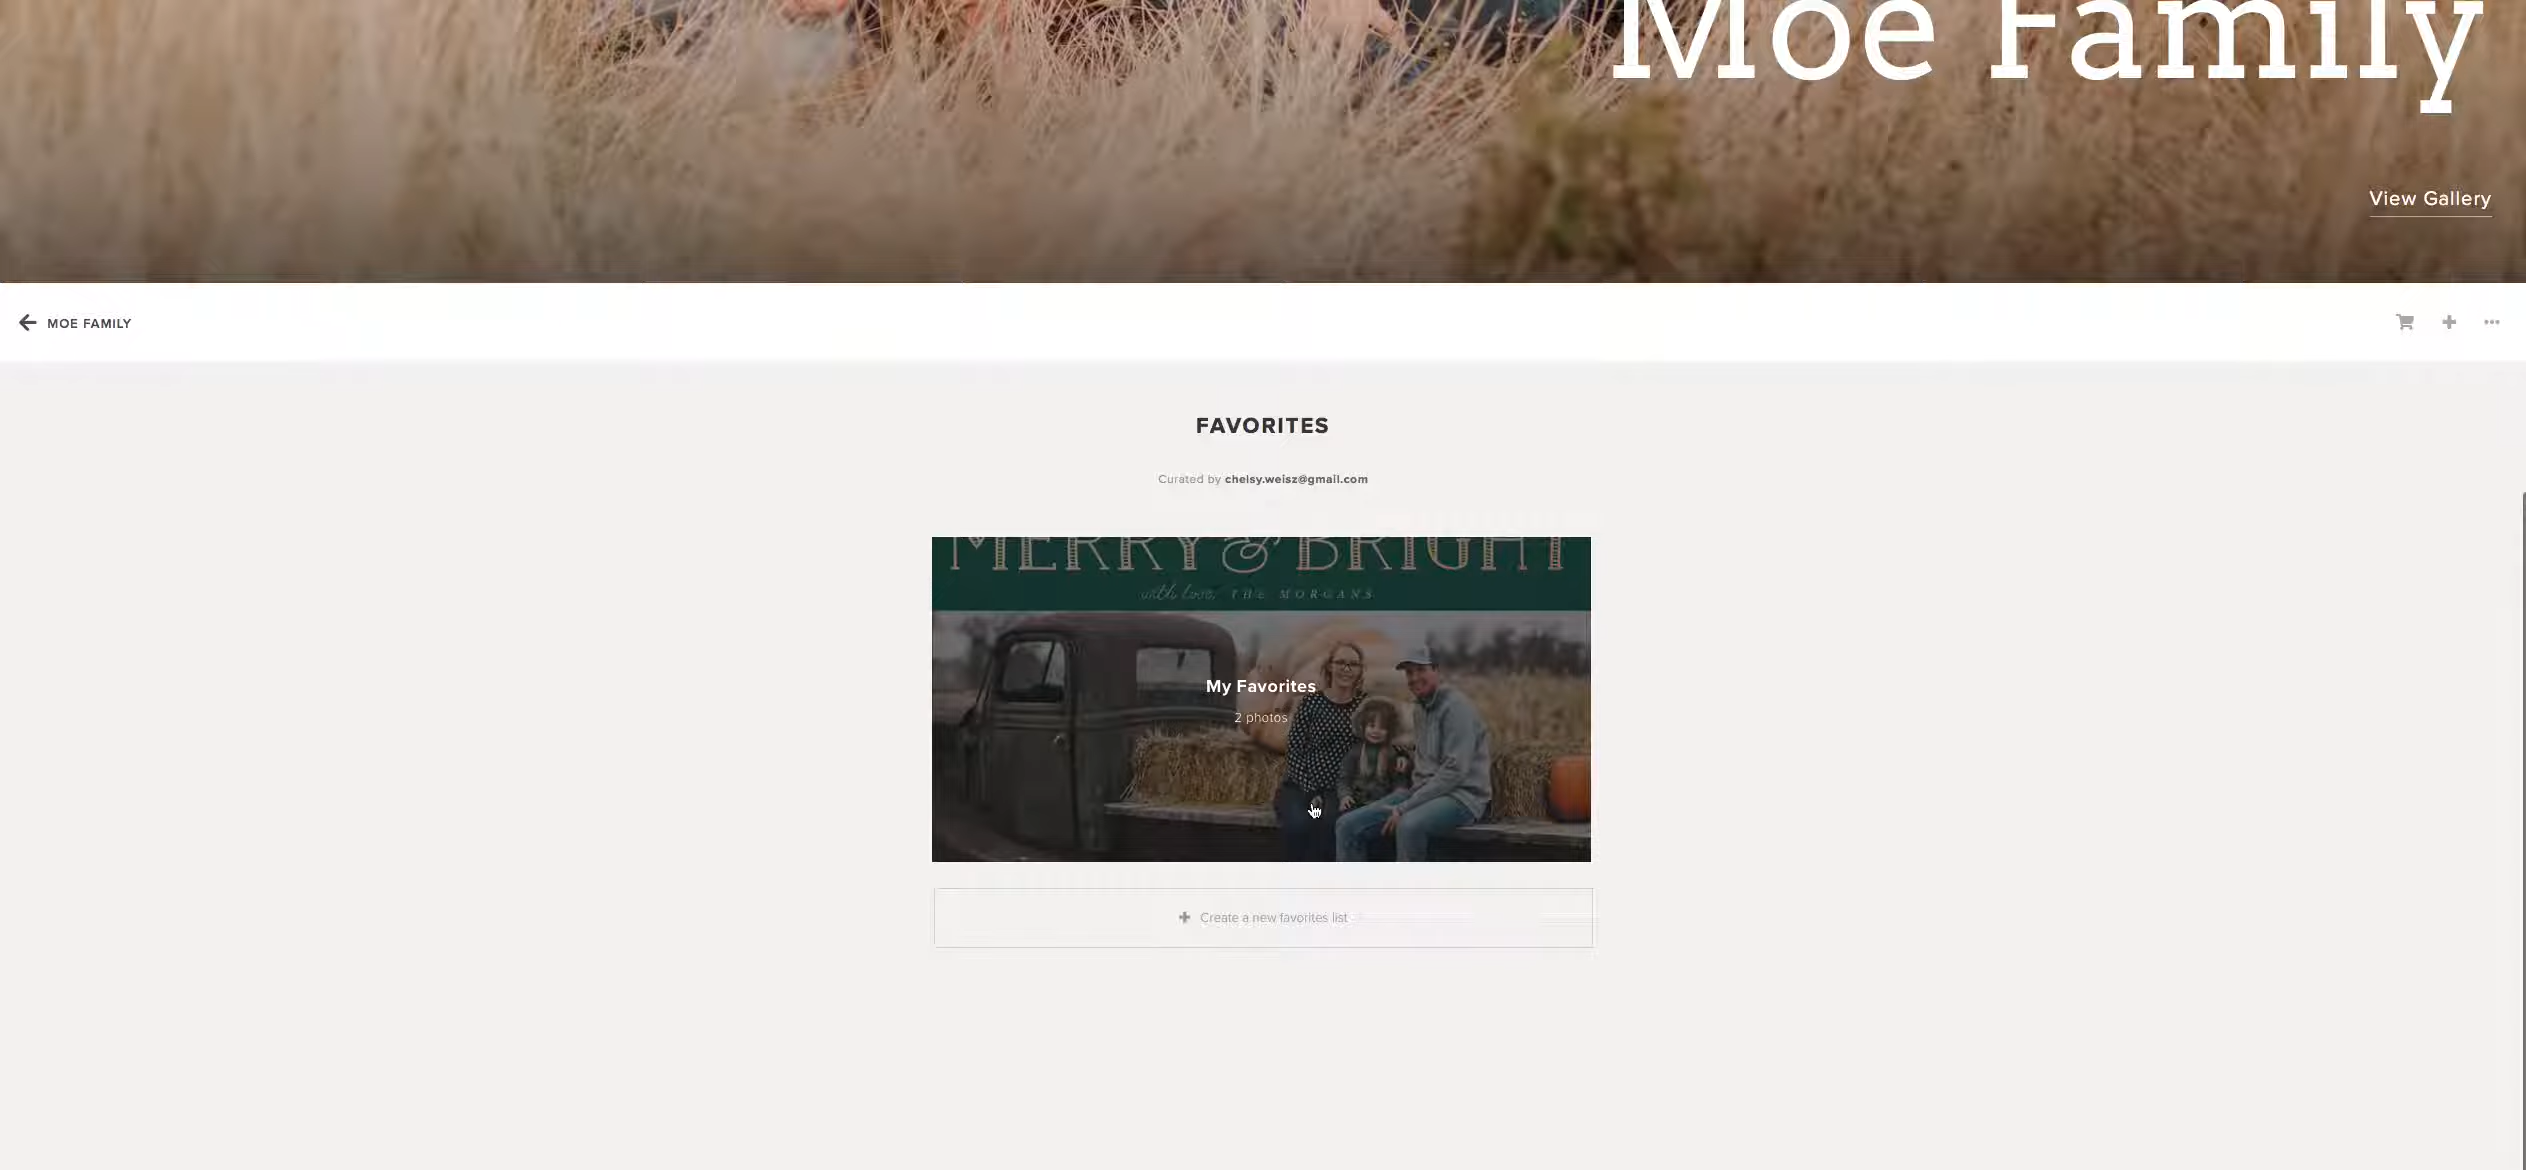 Moe Family
View Gallery
MOE FAMILY
FAVORITES
Curated by chelsy.weisz@gmail.com
MERRY & BRIGHT
with love, THE MORGANS
My Favorites
2 photos
Create a new favorites list